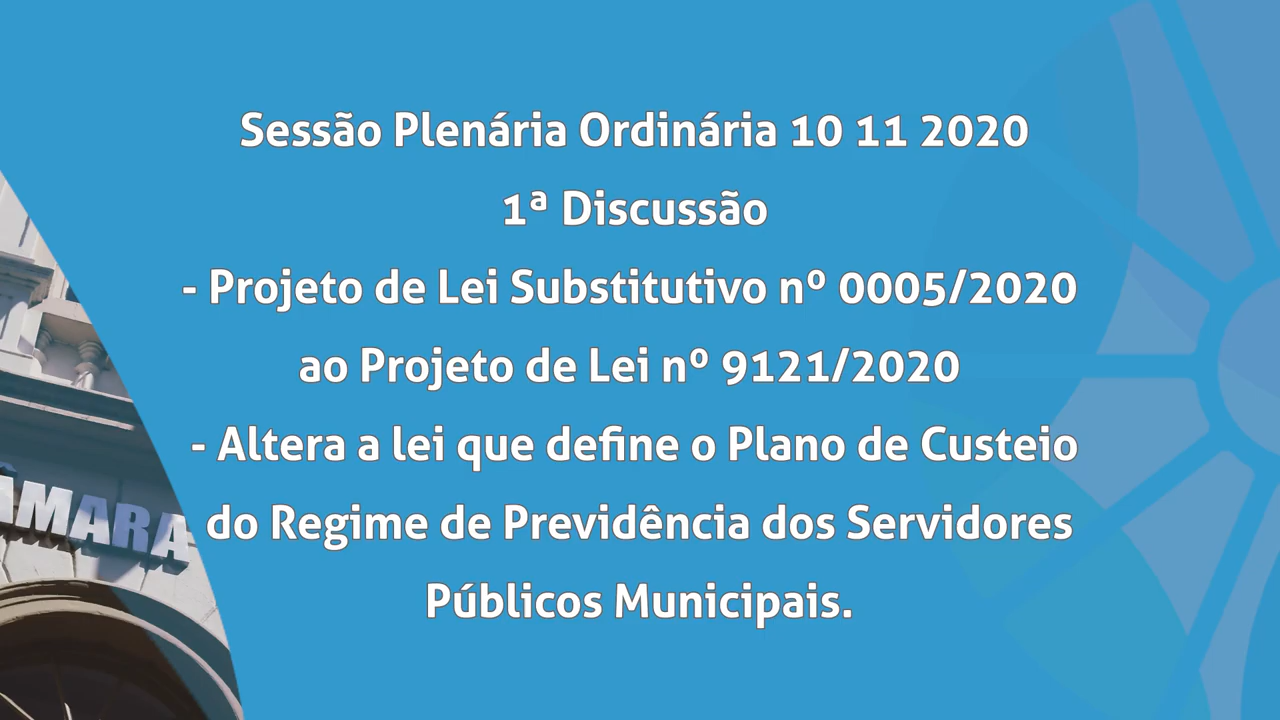 Sessão Plenária Ordinária 10 11 2020
1ª Discussão
- Projeto de Lei Substitutivo nº 0005/2020
ao Projeto de Lei nº 9121/2020
- Altera a lei que define o Plano de Custeio
do Regime de Previdência dos Servidores
Públicos Municipais.
ÂMARA